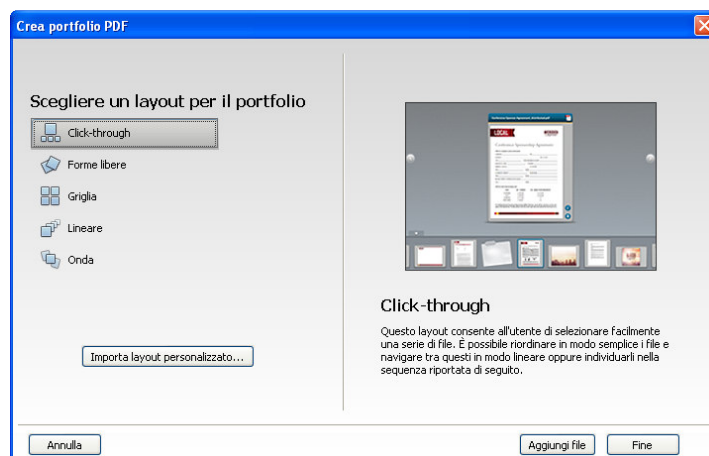 Crea portfolio PDF
Scegliere un layout per il portfolio
Click-through
Forme libere
Griglia
Lineare
Onda
Importa layout personalizzato...
LOCAL
Click-through
Questo layout consente all'utente di selezionare facilmente
una serie di file. È possibile riordinare in modo semplice i file e
navigare tra questi in modo lineare oppure individuarli nella
sequenza riportata di seguito.
Annulla
Aggiungi file
Fine